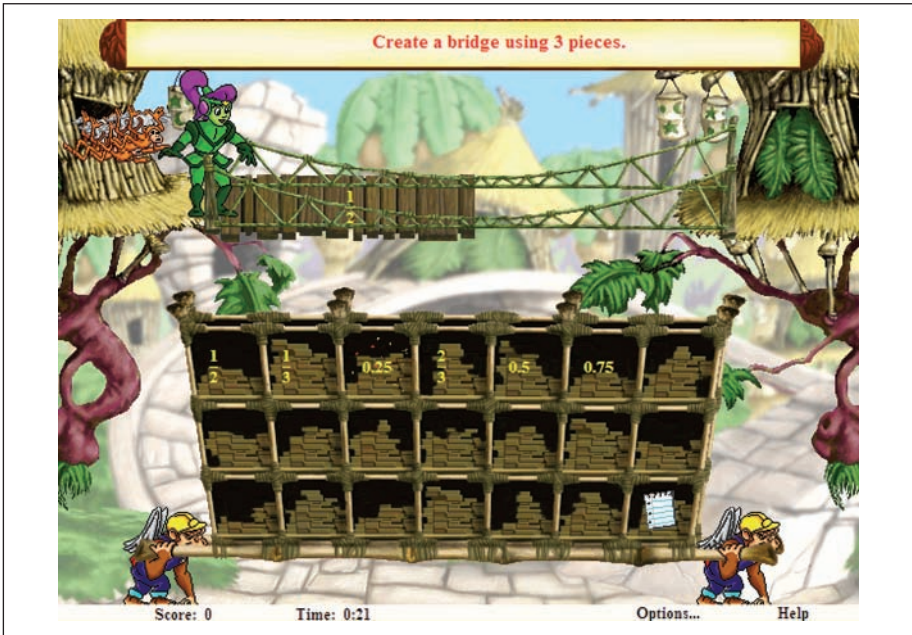 Create a bridge using 3 pieces.
1/2
1/2 1/3 0.25 2/3 0.5 0.75
Score: 0 Time: 0:21 Options... Help